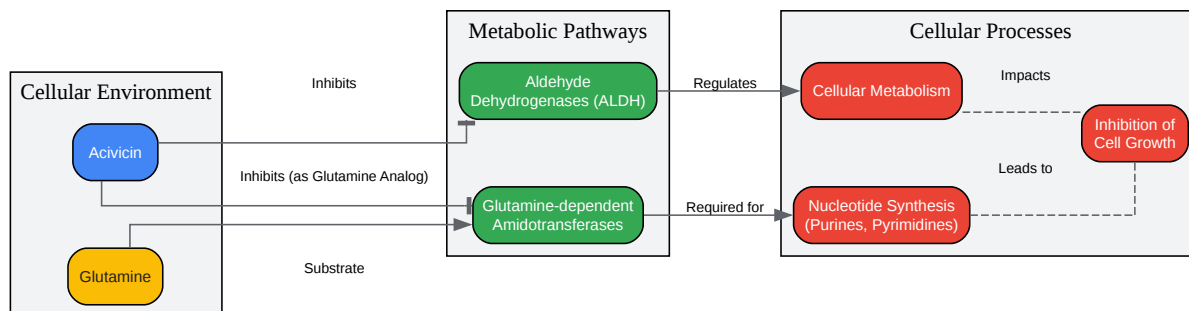 Cellular Environment
Acivicin
Glutamine
Inhibits
Inhibits (as Glutamine Analog)
Substrate
Metabolic Pathways
Aldehyde
Dehydrogenases (ALDH)
Glutamine-dependent
Amidotransferases
Regulates
Required for
Cellular Processes
Cellular Metabolism
Nucleotide Synthesis
(Purines, Pyrimidines)
Impacts
Leads to
Inhibition of
Cell Growth